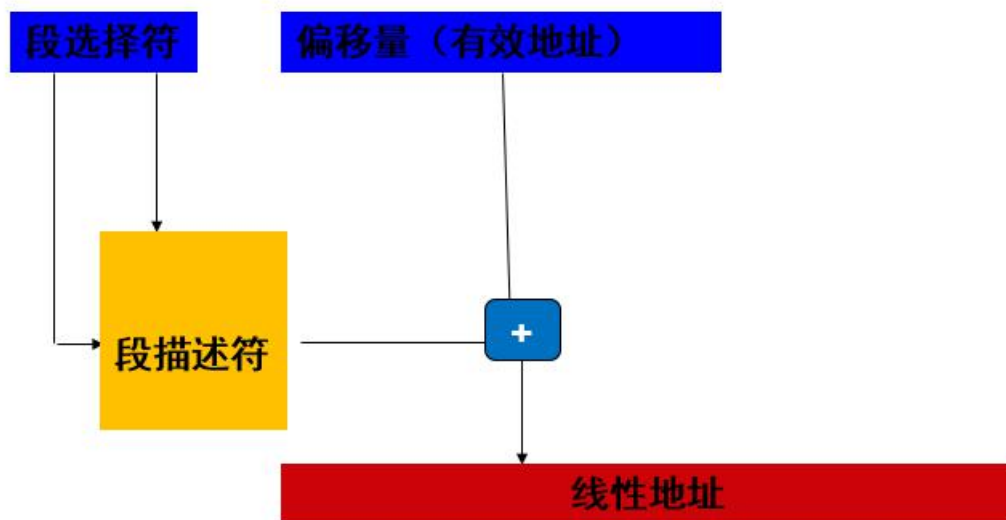 段选择符
偏移量（有效地址）
+
段描述符
线性地址